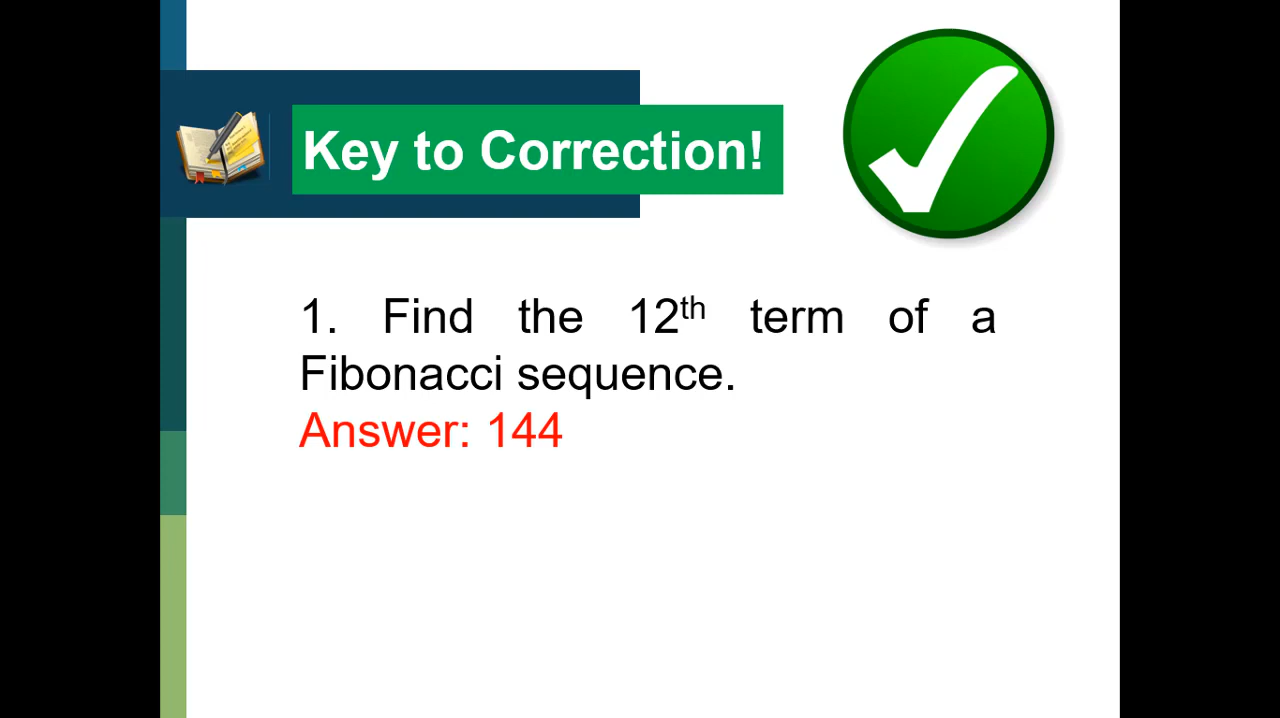 Key to Correction!
1. Find the 12th term of a
Fibonacci sequence.
Answer: 144